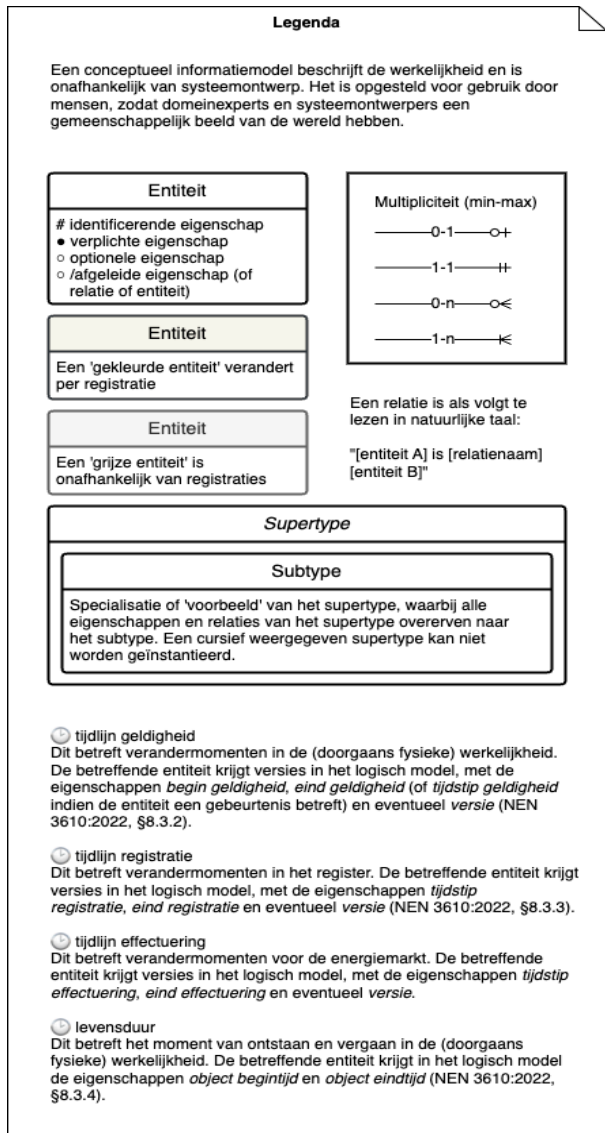 Legenda
Een conceptueel informatiemodel beschrijft de werkelijkheid en is
onafhankelijk van systeemontwerp. Het is opgesteld voor gebruik door
mensen, zodat domeinexperts en systeemontwerpers een
gemeenschappelijk beeld van de wereld hebben.
Entiteit
# identificerende eigenschap
● verplichte eigenschap
○ optionele eigenschap
○ /afgeleide eigenschap (of
relatie of entiteit)
Entiteit
Een 'gekleurde entiteit' verandert
per registratie
Entiteit
Een 'grijze entiteit' is
onafhankelijk van registraties
Multipliciteit (min-max)
0-1
1-1
0-n
1-n
Een relatie is als volgt te
lezen in natuurlijke taal:
"[entiteit A] is [relatienaam]
[entiteit B]"
Supertype
Subtype
Specialisatie of 'voorbeeld' van het supertype, waarbij alle
eigenschappen en relaties van het supertype overerven naar
het subtype. Een cursief weergegeven supertype kan niet
worden geïnstantieerd.
🕒 tijdlijn geldigheid
Dit betreft verandermomenten in de (doorgaans fysieke) werkelijkheid.
De betreffende entiteit krijgt versies in het logisch model, met de
eigenschappen begin geldigheid, eind geldigheid (of tijdstip geldigheid
indien de entiteit een gebeurtenis betreft) en eventueel versie (NEN
3610:2022, §8.3.2).
🕒 tijdlijn registratie
Dit betreft verandermomenten in het register. De betreffende entiteit krijgt
versies in het logisch model, met de eigenschappen tijdstip
registratie, eind registratie en eventueel versie (NEN 3610:2022, §8.3.3).
🕒 tijdlijn effectuering
Dit betreft verandermomenten voor de energiemarkt. De betreffende
entiteit krijgt versies in het logisch model, met de eigenschappen tijdstip
effectuering, eind effectuering en eventueel versie.
🕒 levensduur
Dit betreft het moment van ontstaan en vergaan in de (doorgaans
fysieke) werkelijkheid. De betreffende entiteit krijgt in het logisch model
de eigenschappen object begintijd en object eindtijd (NEN 3610:2022,
§8.3.4).